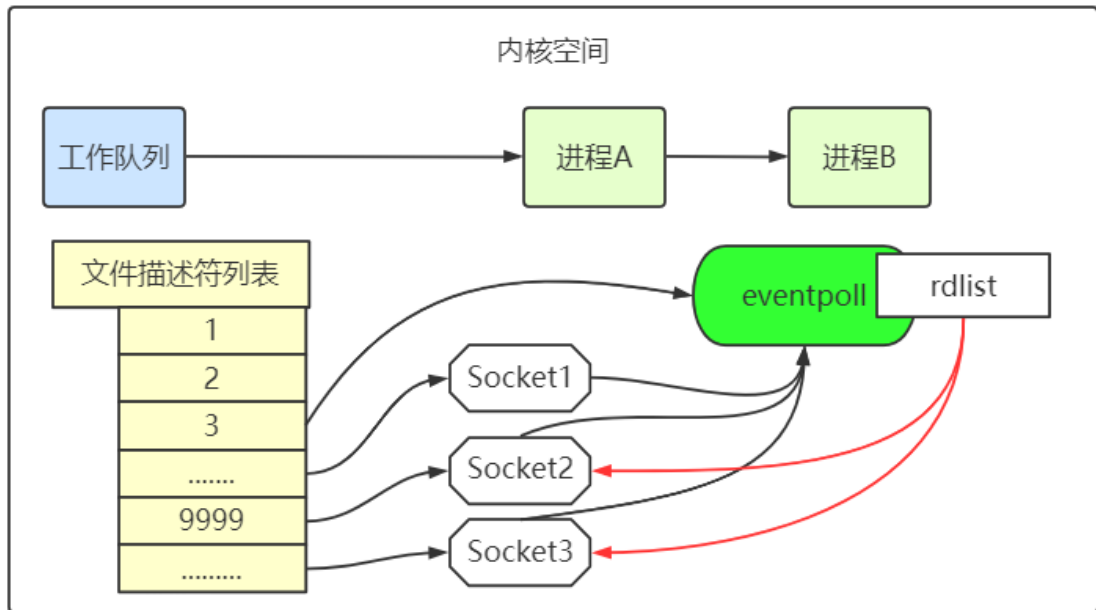 内核空间
工作队列
进程A
进程B
文件描述符列表
1
2
3
.......
9999
.........
eventpoll
rdlist
Socket1
Socket2
Socket3